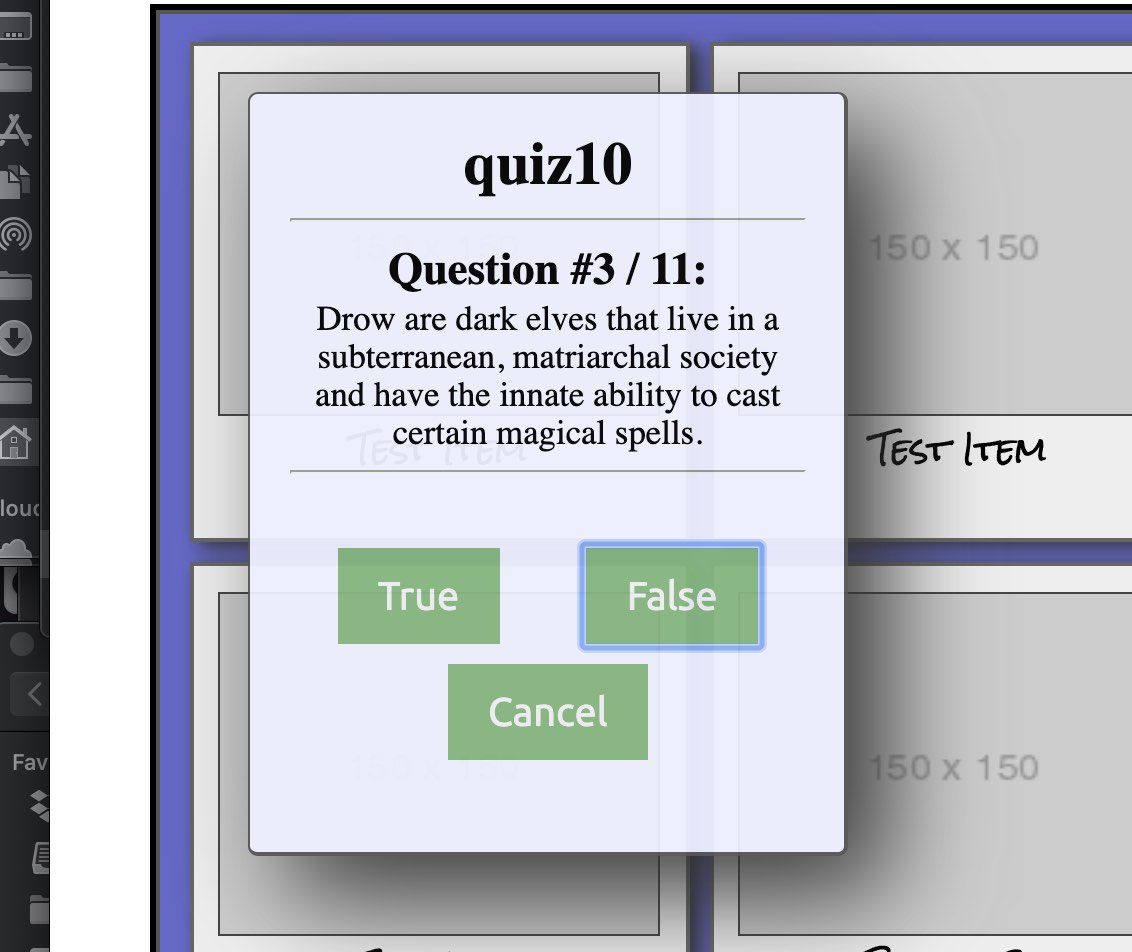 quiz10
150 x 150
150 x 150
Question #3 / 11:
Drow are dark elves that live in a
subterranean, matriarchal society
and have the innate ability to cast
certain magical spells.
Test Item
Test Item
loud
True
False
Cancel
Fav
150 x 150
150 x 150